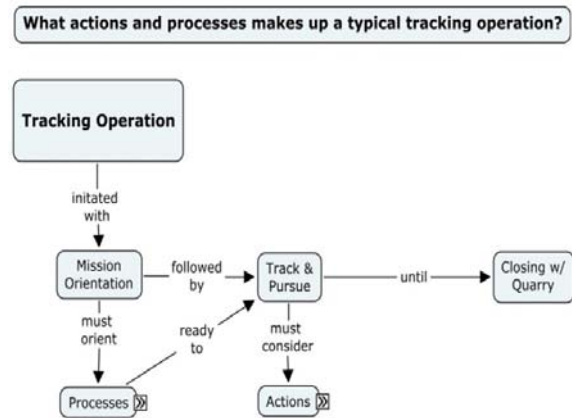 What actions and processes makes up a typical tracking operation?
Tracking Operation
initated
with
Mission
Orientation
followed
by
Track &
Pursue
until
Closing w/
Quarry
must
orient
ready
to
must
consider
Processes
Actions